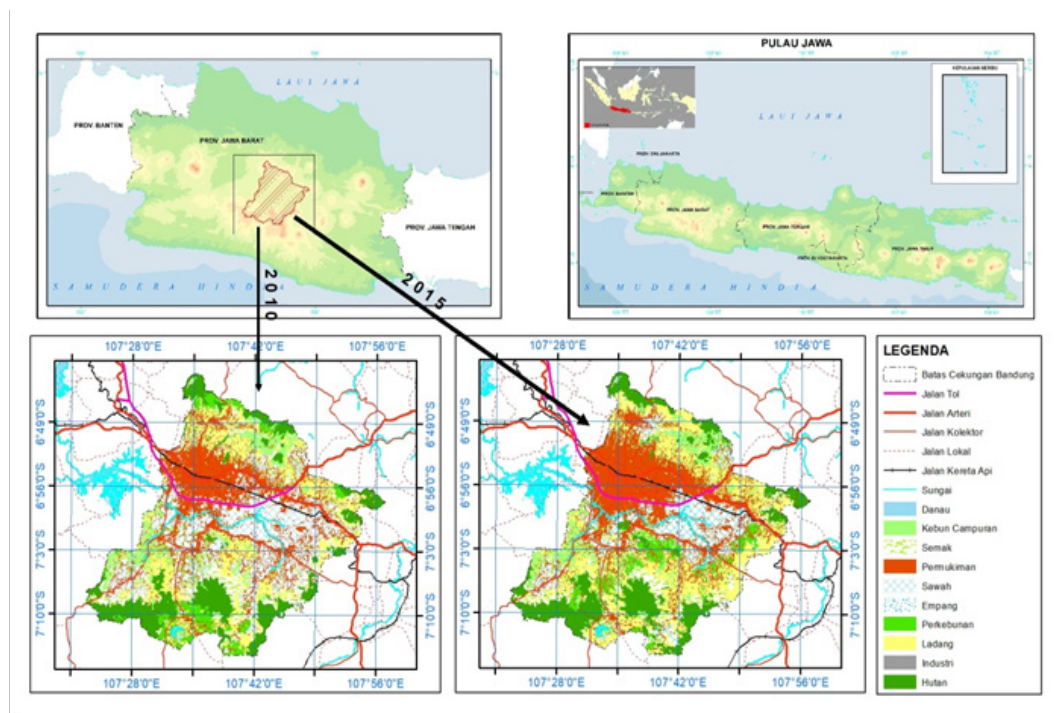 LAUT JAWA
PROV. BANTEN
PROV. JAWA BARAT
PROV. JAWA TENGAH
SAMUDERA HINDIA
2010
2015
PULAU JAWA
KEPULAUAN SERIBU
LAUT JAWA
PROV. DKI JAKARTA
PROV. BANTEN
PROV. JAWA BARAT
PROV. JAWA TENGAH
PROV. DI YOGYAKARTA
PROV. JAWA TIMUR
SAMUDERA HINDIA
107°28'0"E 107°42'0"E 107°56'0"E
6°49'0"S
6°56'0"S
7°3'0"S
7°10'0"S
107°28'0"E 107°42'0"E 107°56'0"E
107°28'0"E 107°42'0"E 107°56'0"E
6°49'0"S
6°56'0"S
7°3'0"S
7°10'0"S
107°28'0"E 107°42'0"E 107°56'0"E
LEGENDA
Batas Cekungan Bandung
Jalan Tol
Jalan Arteri
Jalan Kolektor
Jalan Lokal
Jalan Kereta Api
Sungai
Danau
Kebun Campuran
Semak
Permukiman
Sawah
Empang
Perkebunan
Ladang
Industri
Hutan